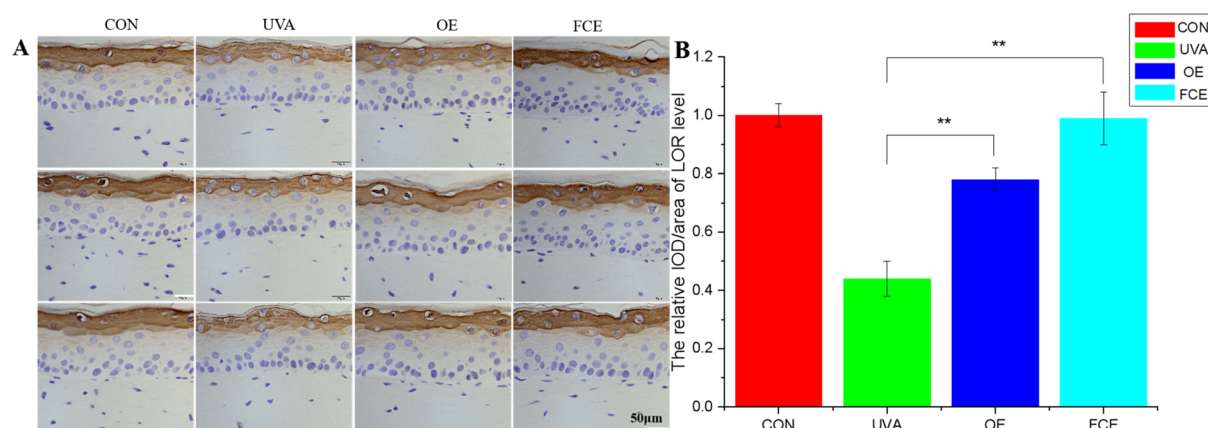 CON UVA OE FCE
A
50μm
B
CON
UVA
OE
FCE
The relative IOD/area of LOR level
1.2
1.0
0.8
0.6
0.4
0.2
0.0
**
**
CON UVA OE FCE